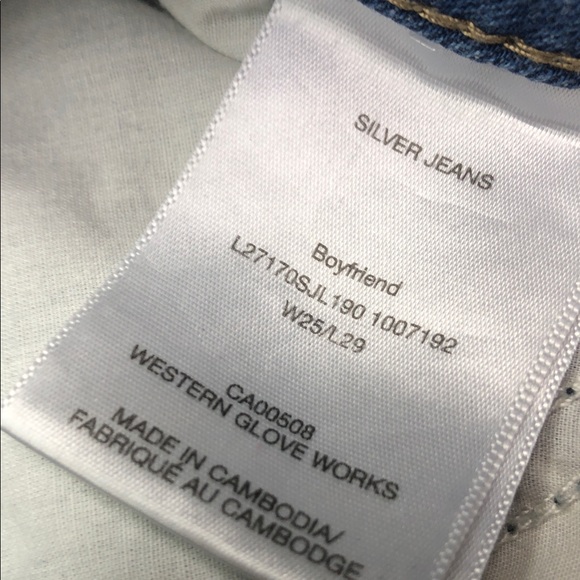 SILVER JEANS
Boyfriend
L27170SJL190 1007192
W25/L29
CA00508
WESTERN GLOVE WORKS
MADE IN CAMBODIA/
FABRIQUÉ AU CAMBODGE